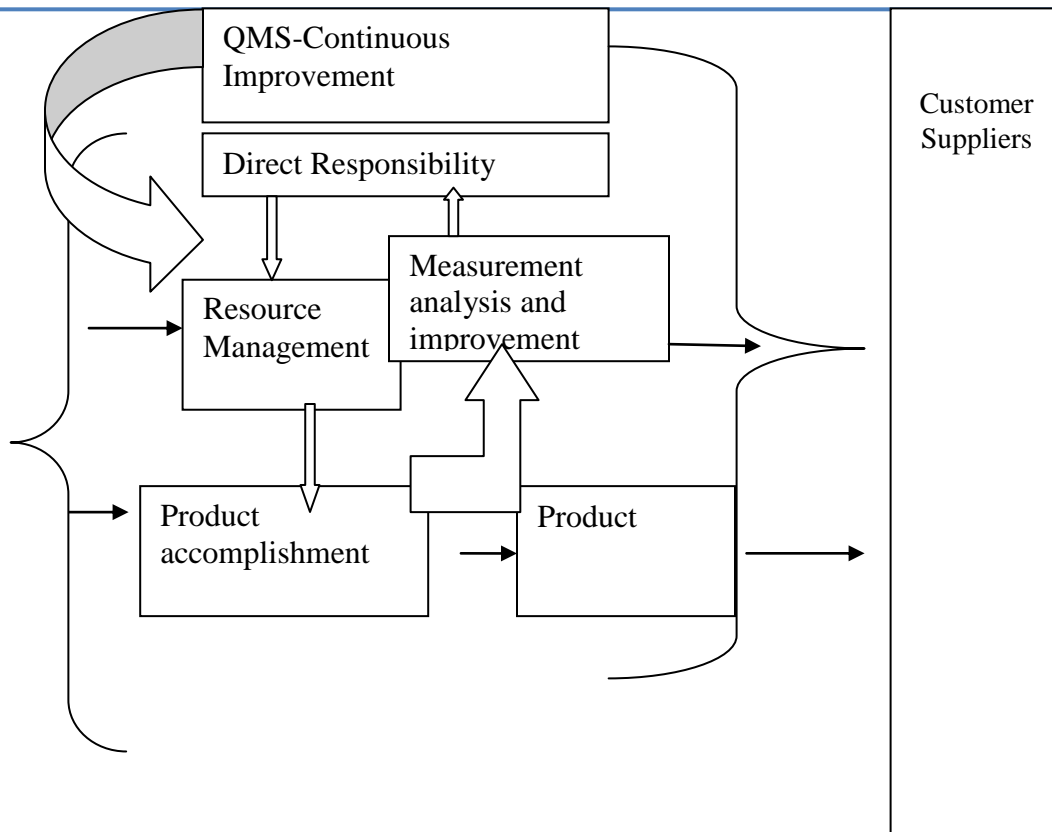 QMS-Continuous
Improvement
Customer
Suppliers
Direct Responsibility
Measurement
analysis and
improvement
Resource
Management
Product
accomplishment
Product